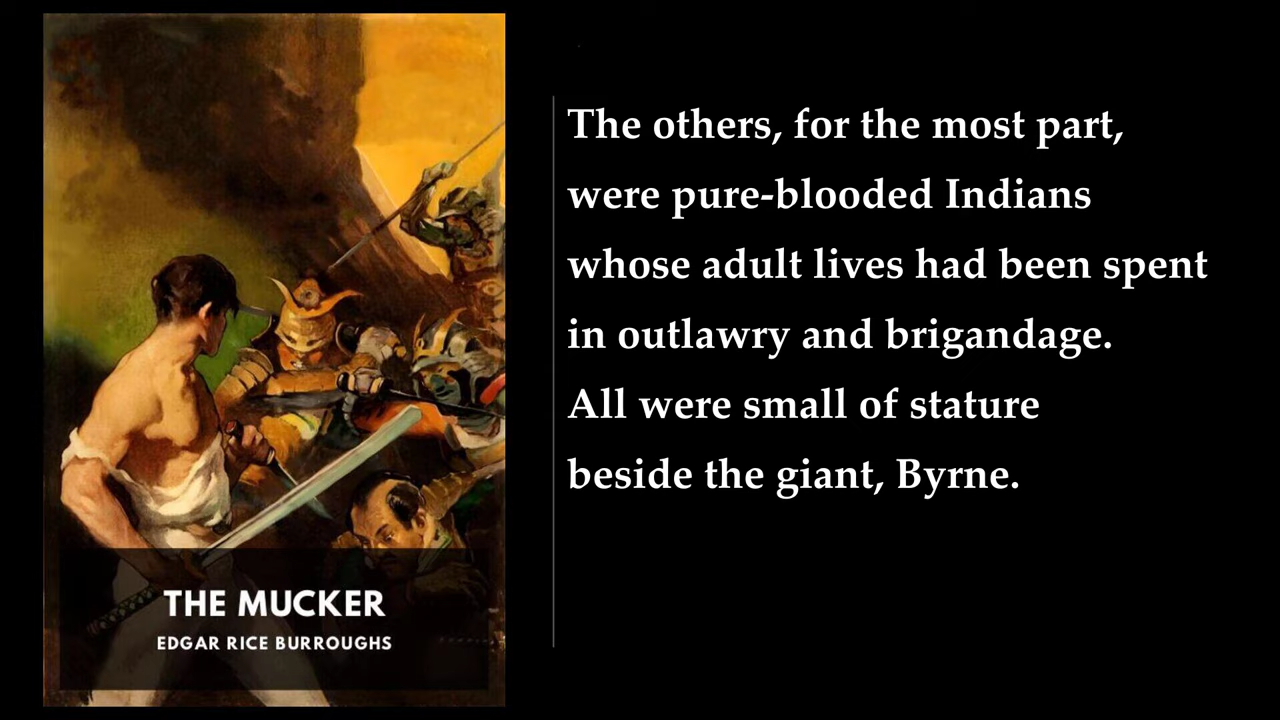 THE MUCKER
EDGAR RICE BURROUGHS
The others, for the most part,
were pure-blooded Indians
whose adult lives had been spent
in outlawry and brigandage.
All were small of stature
beside the giant, Byrne.